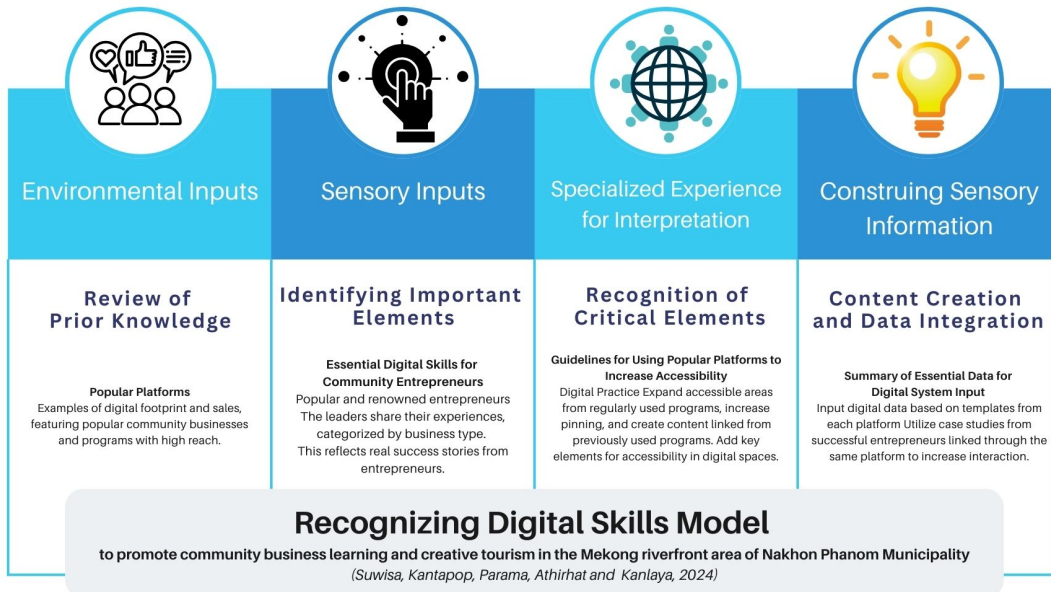 Environmental Inputs
Review of
Prior Knowledge
Popular Platforms
Examples of digital footprint and sales,
featuring popular community businesses
and programs with high reach.
Sensory Inputs
Identifying Important
Elements
Essential Digital Skills for
Community Entrepreneurs
Popular and renowned entrepreneurs
The leaders share their experiences,
categorized by business type.
This reflects real success stories from
entrepreneurs.
Specialized Experience
for Interpretation
Recognition of
Critical Elements
Guidelines for Using Popular Platforms to
Increase Accessibility
Digital Practice Expand accessible areas
from regularly used programs, increase
pinning, and create content linked from
previously used programs. Add key
elements for accessibility in digital spaces.
Construing Sensory
Information
Content Creation
and Data Integration
Summary of Essential Data for
Digital System Input
Input digital data based on templates from
each platform Utilize case studies from
successful entrepreneurs linked through the
same platform to increase interaction.
Recognizing Digital Skills Model
to promote community business learning and creative tourism in the Mekong riverfront area of Nakhon Phanom Municipality
(Suwisa, Kantapop, Parama, Athirhat and Kanlaya, 2024)